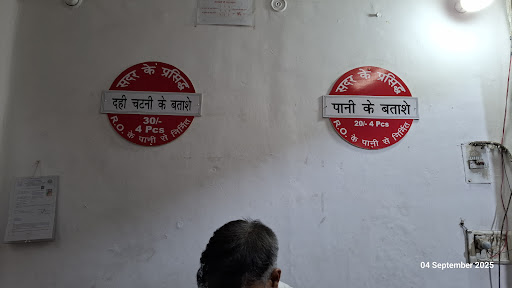 सदर कें प्रसिद्ध
दही चटनी के बताशे
30/-
4 Pcs
R.O. के पानी से निर्मित
सदर कें प्रसिद्ध
पानी के बताशे
20/- 4 Pcs
R.O. के पानी से निर्मित
04 September 2025